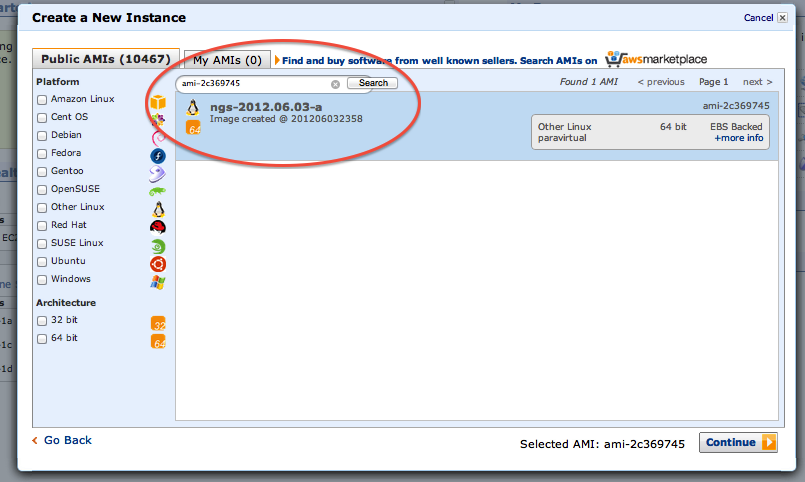 Create a New Instance
Cancel
Public AMIs (10467)
My AMIs (0)
Find and buy software from well known sellers. Search AMIs on
awsmarketplace
Platform
ami-2c369745
Search
Found 1 AMI
< previous
Page 1
next >
Amazon Linux
Cent OS
Debian
Fedora
Gentoo
OpenSUSE
Other Linux
Red Hat
SUSE Linux
Ubuntu
Windows
Architecture
32 bit
32
64 bit
64
64
ngs-2012.06.03-a
Image created @ 201206032358
ami-2c369745
Other Linux
64 bit
EBS Backed
paravirtual
+more info
Go Back
Selected AMI: ami-2c369745
Continue